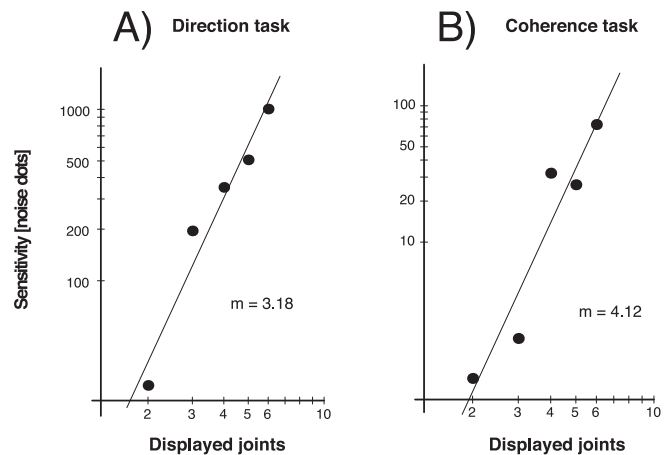 A) Direction task
Sensitivity [noise dots]
1000
500
200
100
m = 3.18
2 3 4 5 6 10
Displayed joints
B) Coherence task
100
50
30
20
10
m = 4.12
2 3 4 5 6 10
Displayed joints